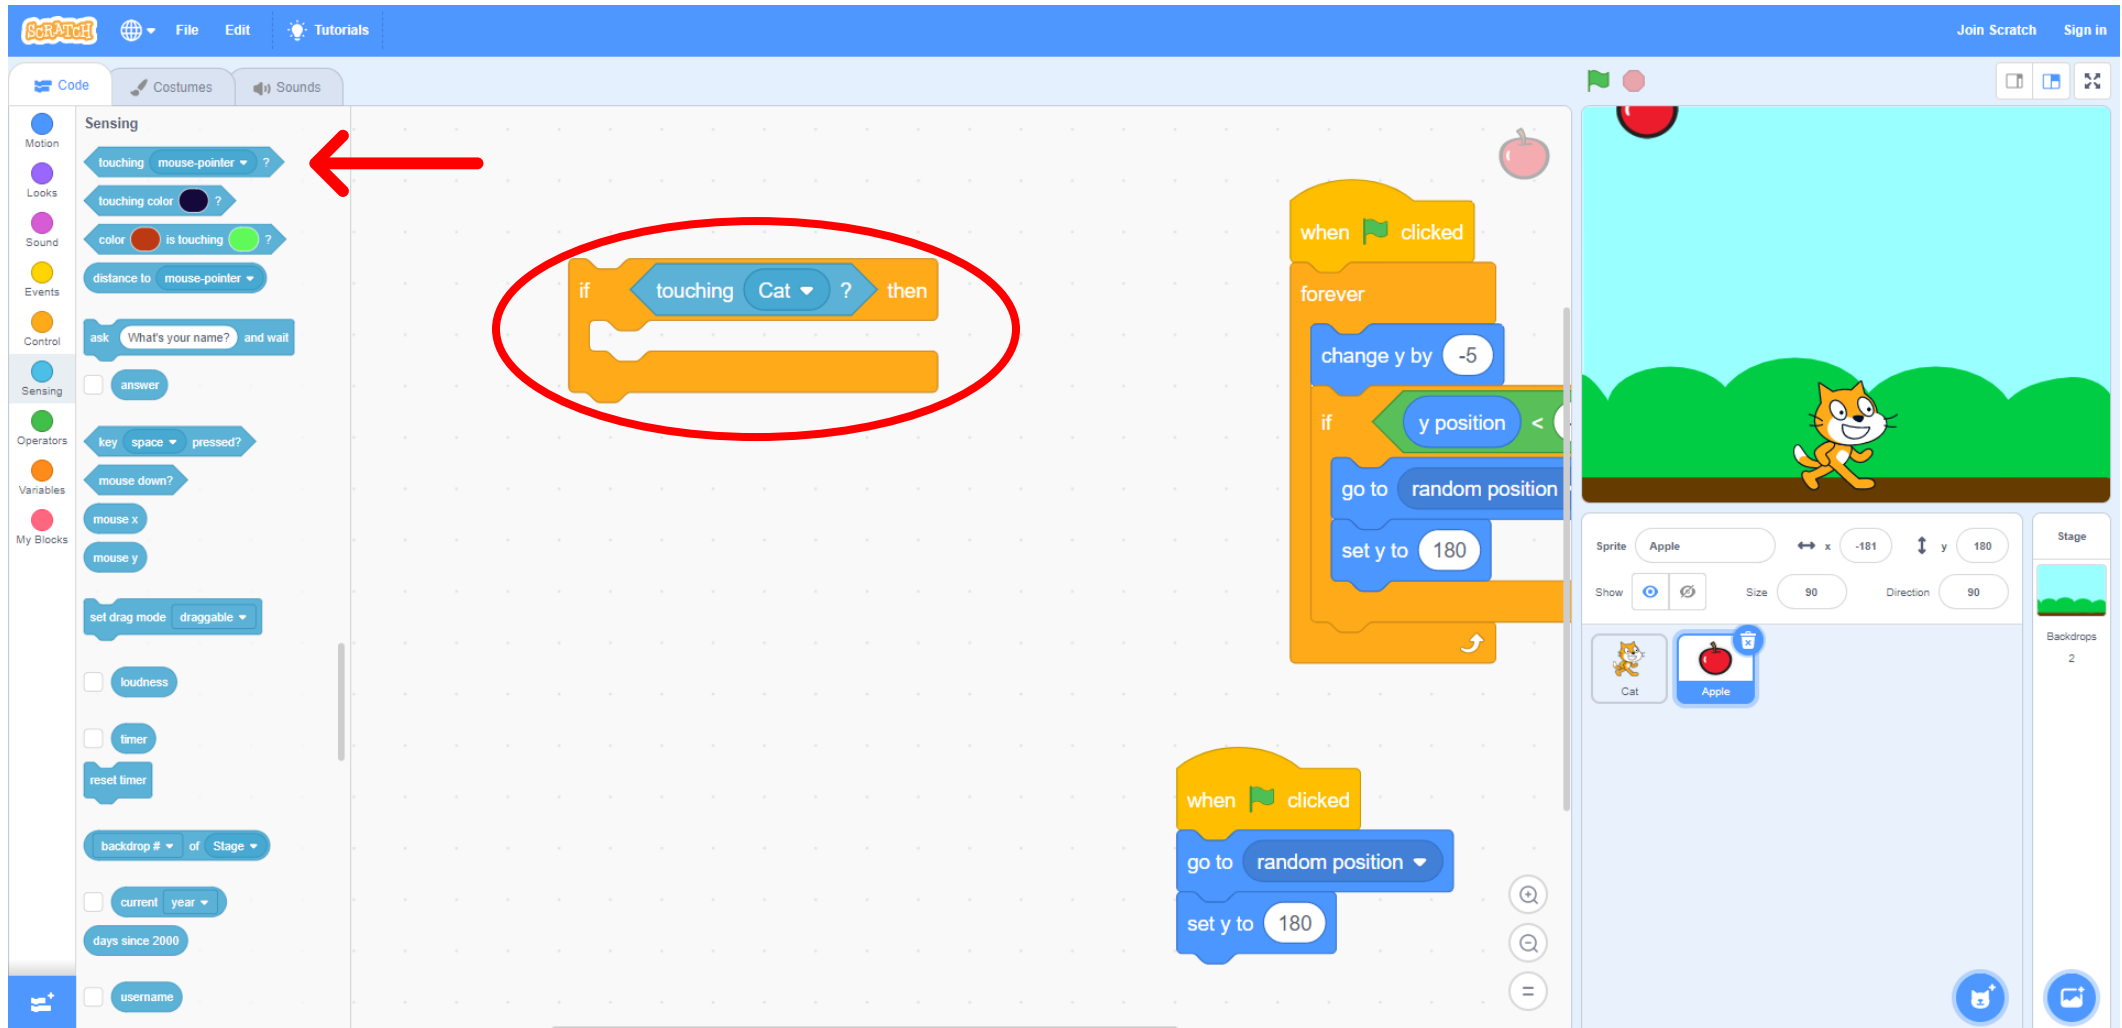 SCRATCH File Edit Tutorials Join Scratch Sign in
Code Costumes Sounds
Motion
Looks
Sound
Events
Control
Sensing
Operators
Variables
My Blocks
Sensing
touching mouse-pointer ?
touching color ?
color is touching ?
distance to mouse-pointer
ask What's your name? and wait
answer
key space pressed?
mouse down?
mouse x
mouse y
set drag mode draggable
loudness
timer
reset timer
backdrop # of Stage
current year
days since 2000
username
if touching Cat ? then
when clicked
forever
change y by -5
if y position <
go to random position
set y to 180
when clicked
go to random position
set y to 180
Sprite Apple x -181 y 180
Show Size 90 Direction 90
Cat
Apple
Stage
Backdrops
2